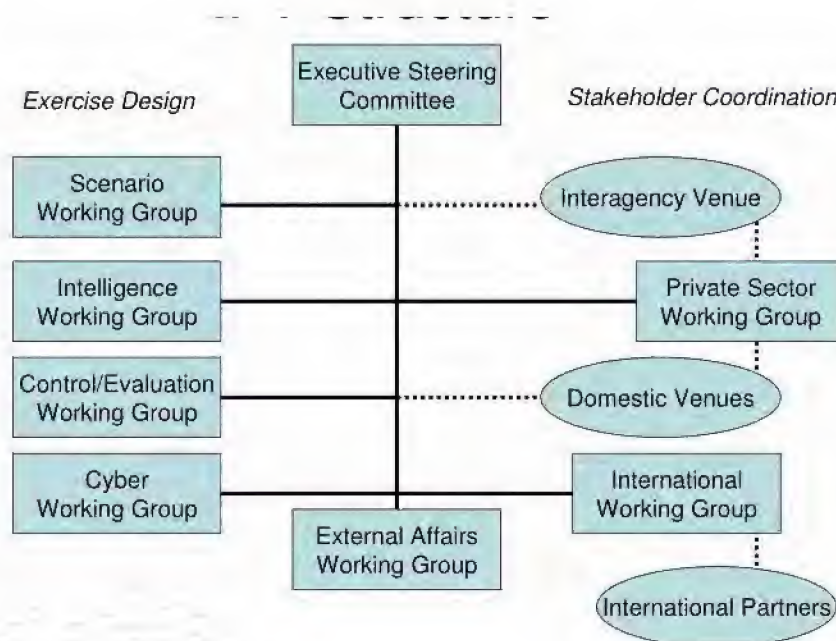 Structure
Executive Steering
Committee
Exercise Design
Stakeholder Coordination
Scenario
Working Group
Interagency Venue
Intelligence
Working Group
Private Sector
Working Group
Control/Evaluation
Working Group
Domestic Venues
Cyber
Working Group
International
Working Group
External Affairs
Working Group
International Partners